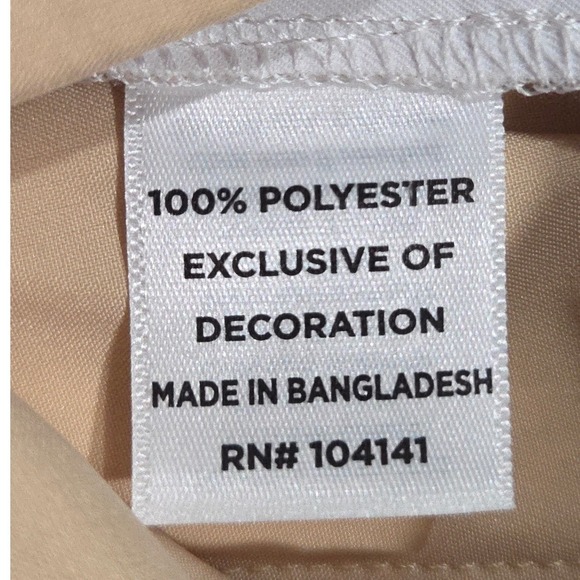 100% POLYESTER
EXCLUSIVE OF
DECORATION
MADE IN BANGLADESH
RN# 104141